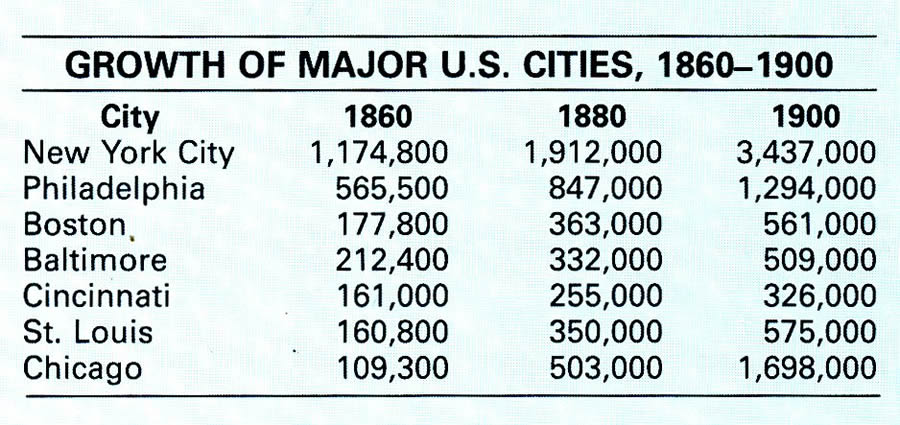 GROWTH OF MAJOR U.S. CITIES, 1860–1900
City 1860 1880 1900
New York City 1,174,800 1,912,000 3,437,000
Philadelphia 565,500 847,000 1,294,000
Boston 177,800 363,000 561,000
Baltimore 212,400 332,000 509,000
Cincinnati 161,000 255,000 326,000
St. Louis 160,800 350,000 575,000
Chicago 109,300 503,000 1,698,000